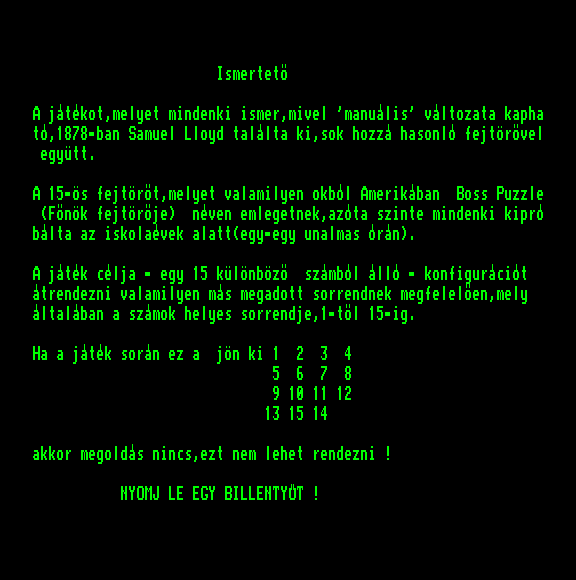 Ismertető
A játékot,melyet mindenki ismer,mivel 'manuális' változata kapha
tó,1878-ban Samuel Lloyd találta ki,sok hozzá hasonló fejtörővel
együtt.
A 15-ös fejtörőt,melyet valamilyen okból Amerikában  Boss Puzzle
(Főnök fejtörője)  néven emlegetnek,azóta szinte mindenki kipró
bálta az iskolaévek alatt(egy-egy unalmas órán).
A játék célja - egy 15 különböző  számból álló - konfigurációt
átrendezni valamilyen más megadott sorrendnek megfelelően,mely
általában a számok helyes sorrendje,1-től 15-ig.
Ha a játék során ez a  jön ki 1  2  3  4
5  6  7  8
9 10 11 12
13 15 14
akkor megoldás nincs,ezt nem lehet rendezni !
NYOMJ LE EGY BILLENTYŰT !